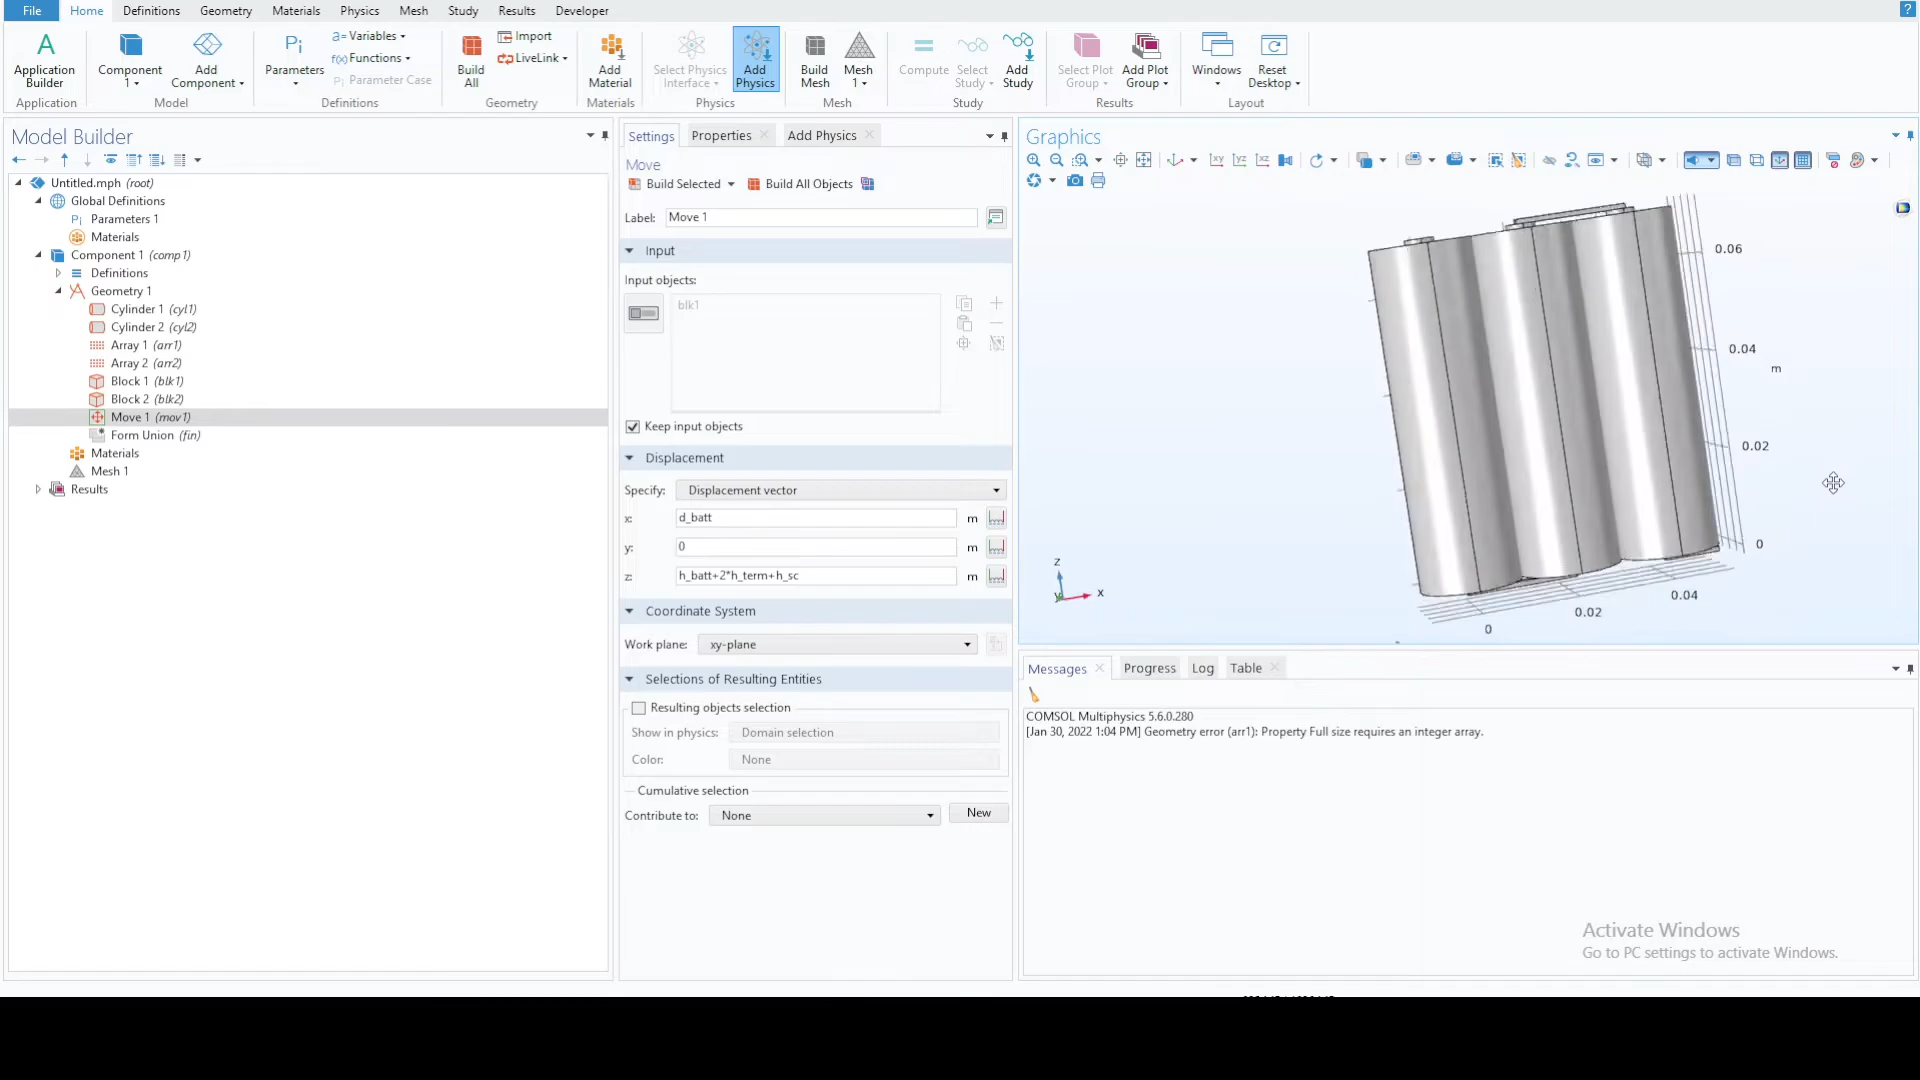 File Home Definitions Geometry Materials Physics Mesh Study Results Developer
Application Builder
Component 1
Add Component
Parameters
a= Variables
f(x) Functions
Pi Parameter Case
Build All
Import
LiveLink
Add Material
Select Physics Interface
Add Physics
Build Mesh
Mesh 1
Compute
Select Study
Add Study
Select Plot Group
Add Plot Group
Windows
Reset Desktop
Application Model Definitions Geometry Materials Physics Mesh Study Results Layout
Model Builder
Untitled.mph (root)
Global Definitions
Pi Parameters 1
Materials
Component 1 (comp1)
Definitions
Geometry 1
Cylinder 1 (cyl1)
Cylinder 2 (cyl2)
Array 1 (arr1)
Array 2 (arr2)
Block 1 (blk1)
Block 2 (blk2)
Move 1 (mov1)
Form Union (fin)
Materials
Mesh 1
Results
Settings Properties Add Physics
Move
Build Selected Build All Objects
Label: Move 1
Input
Input objects:
blk1
Keep input objects
Displacement
Specify: Displacement vector
x: d_batt m
y: 0 m
z: h_batt+2*h_term+h_sc m
Coordinate System
Work plane: xy-plane
Selections of Resulting Entities
Resulting objects selection
Show in physics: Domain selection
Color: None
Cumulative selection
Contribute to: None New
Graphics
xy yz xz
0.06
0.04
m
0.02
0
0.04
0.02
0
z
y x
Messages Progress Log Table
COMSOL Multiphysics 5.6.0.280
[Jan 30, 2022 1:04 PM] Geometry error (arr1): Property Full size requires an integer array.
Activate Windows
Go to PC settings to activate Windows.